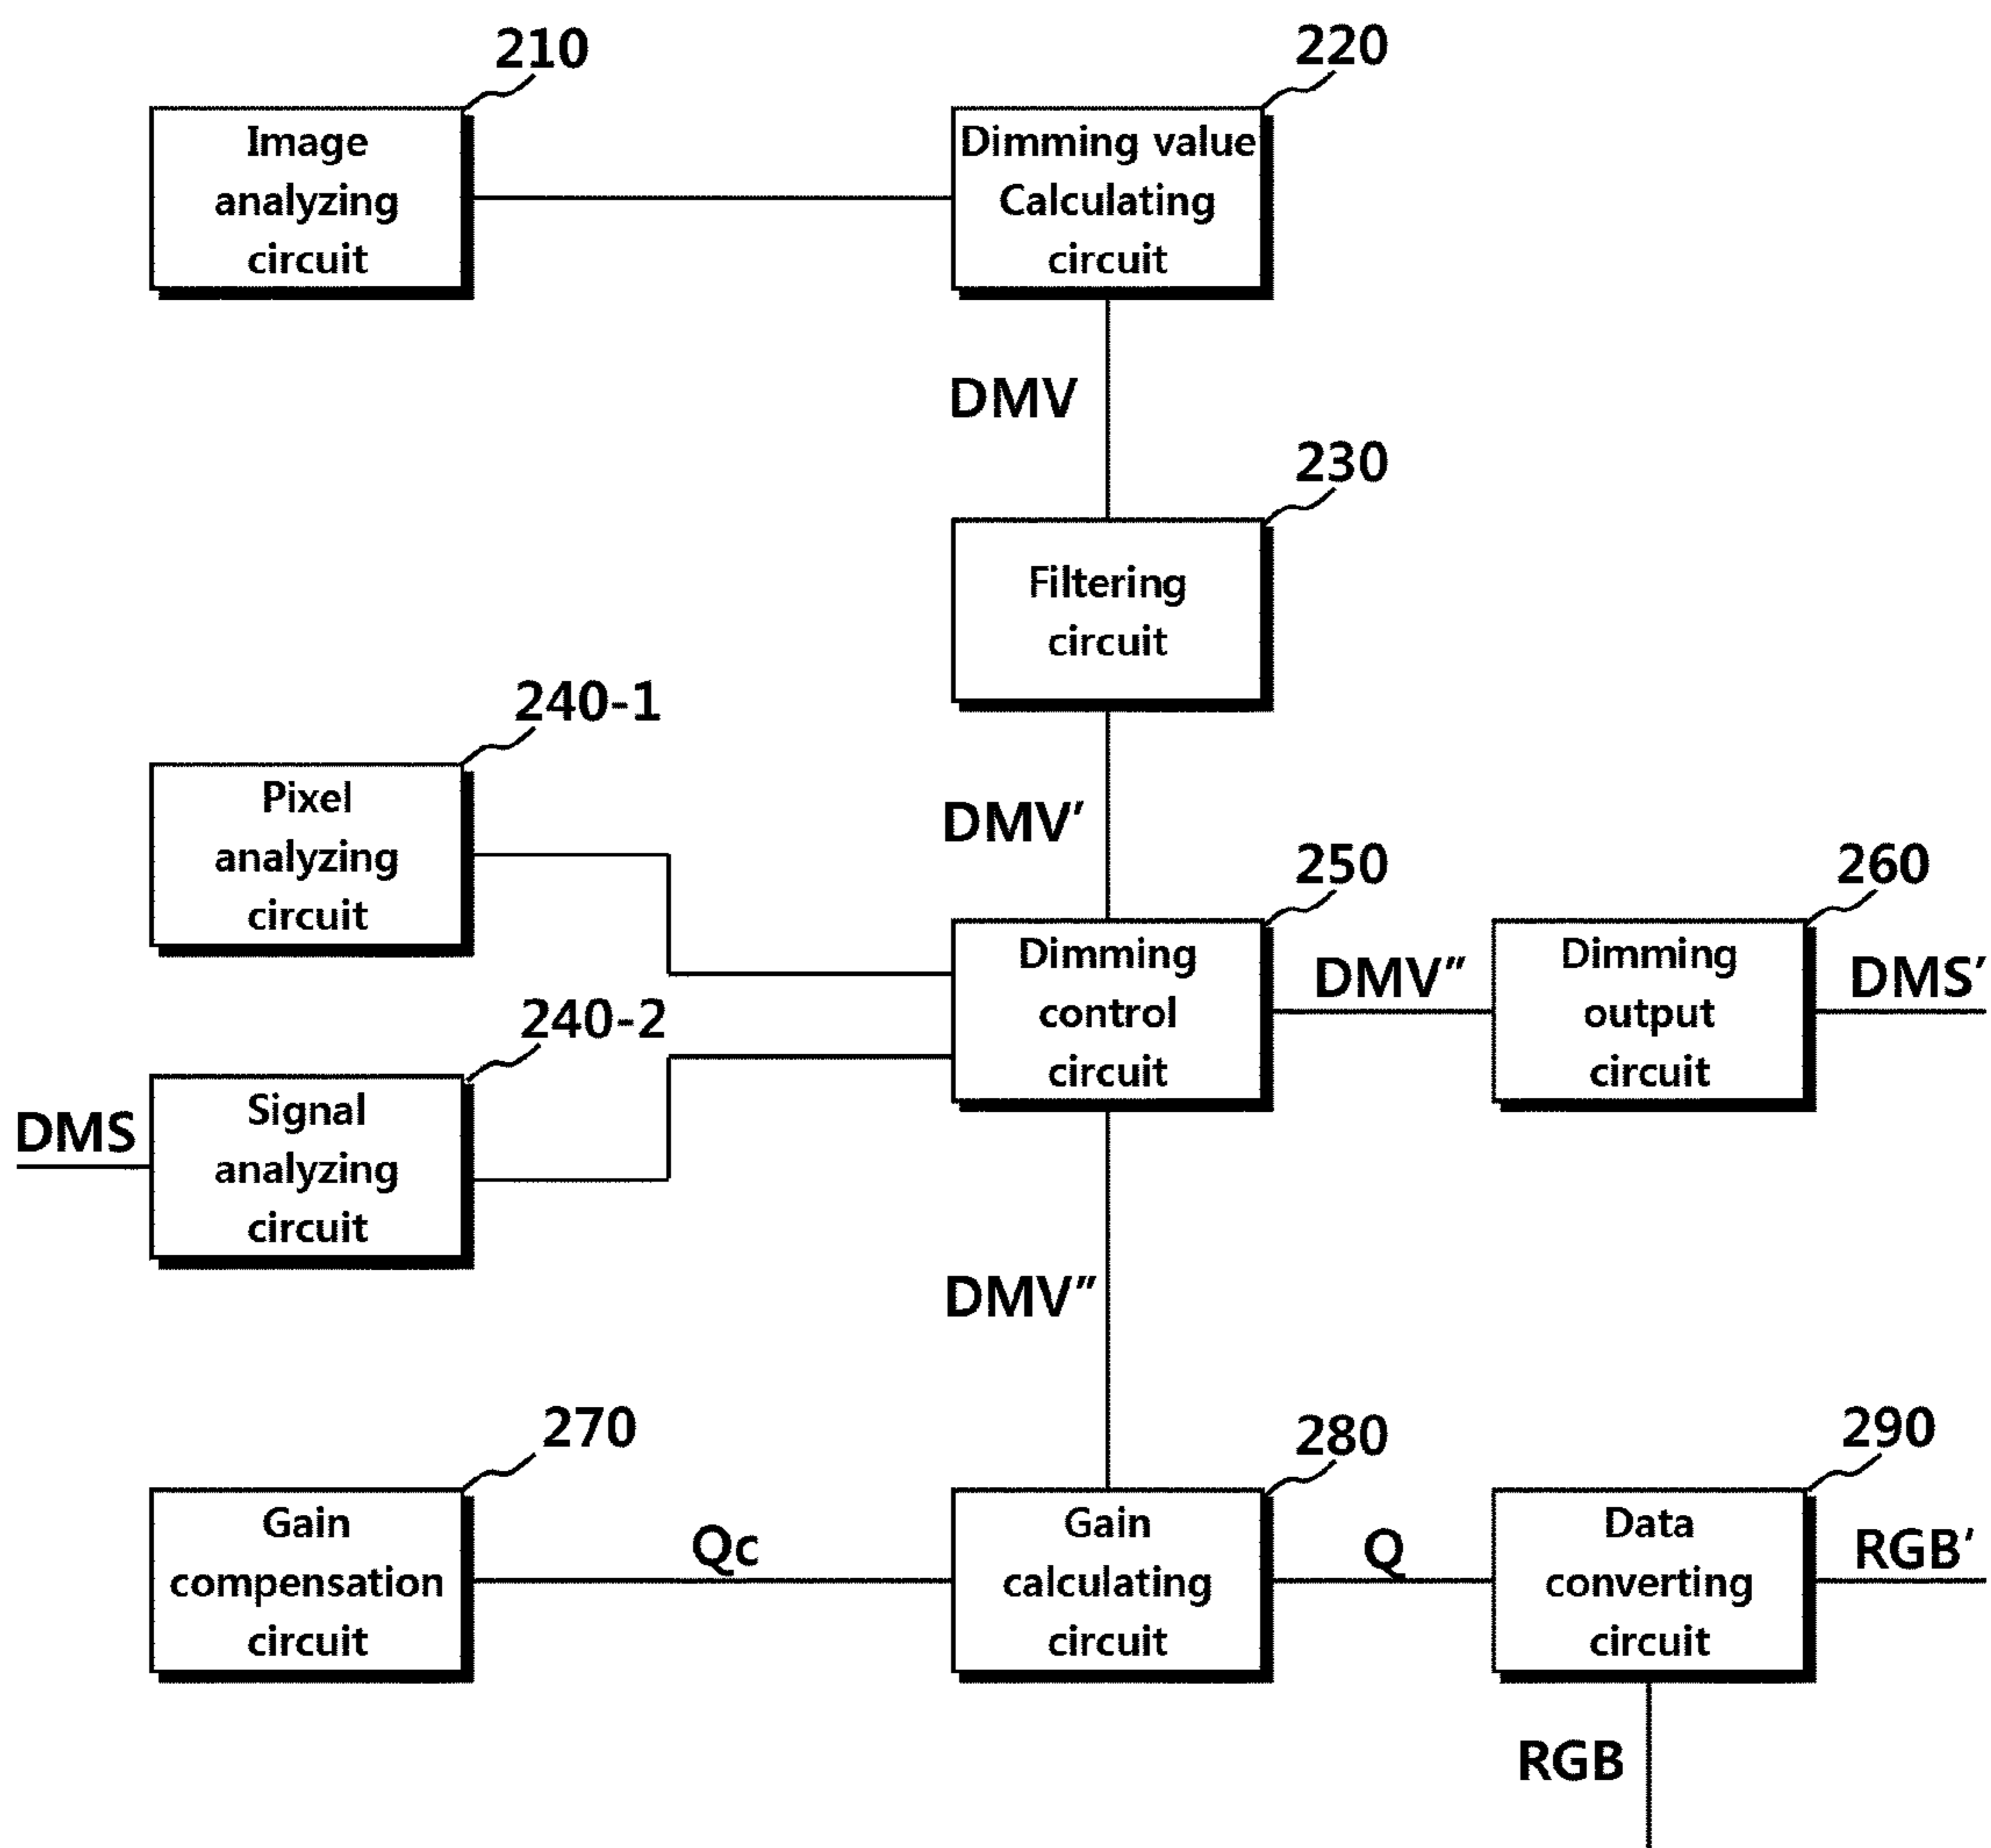 210
220
Image
analyzing
circuit
Dimming value
Calculating
circuit
DMV
230
Filtering
circuit
240-1
Pixel
analyzing
circuit
DMV'
250
260
Dimming
control
circuit
DMV"
Dimming
output
circuit
DMS'
240-2
DMS
Signal
analyzing
circuit
DMV"
270
280
290
Gain
compensation
circuit
Qc
Gain
calculating
circuit
Q
Data
converting
circuit
RGB'
RGB